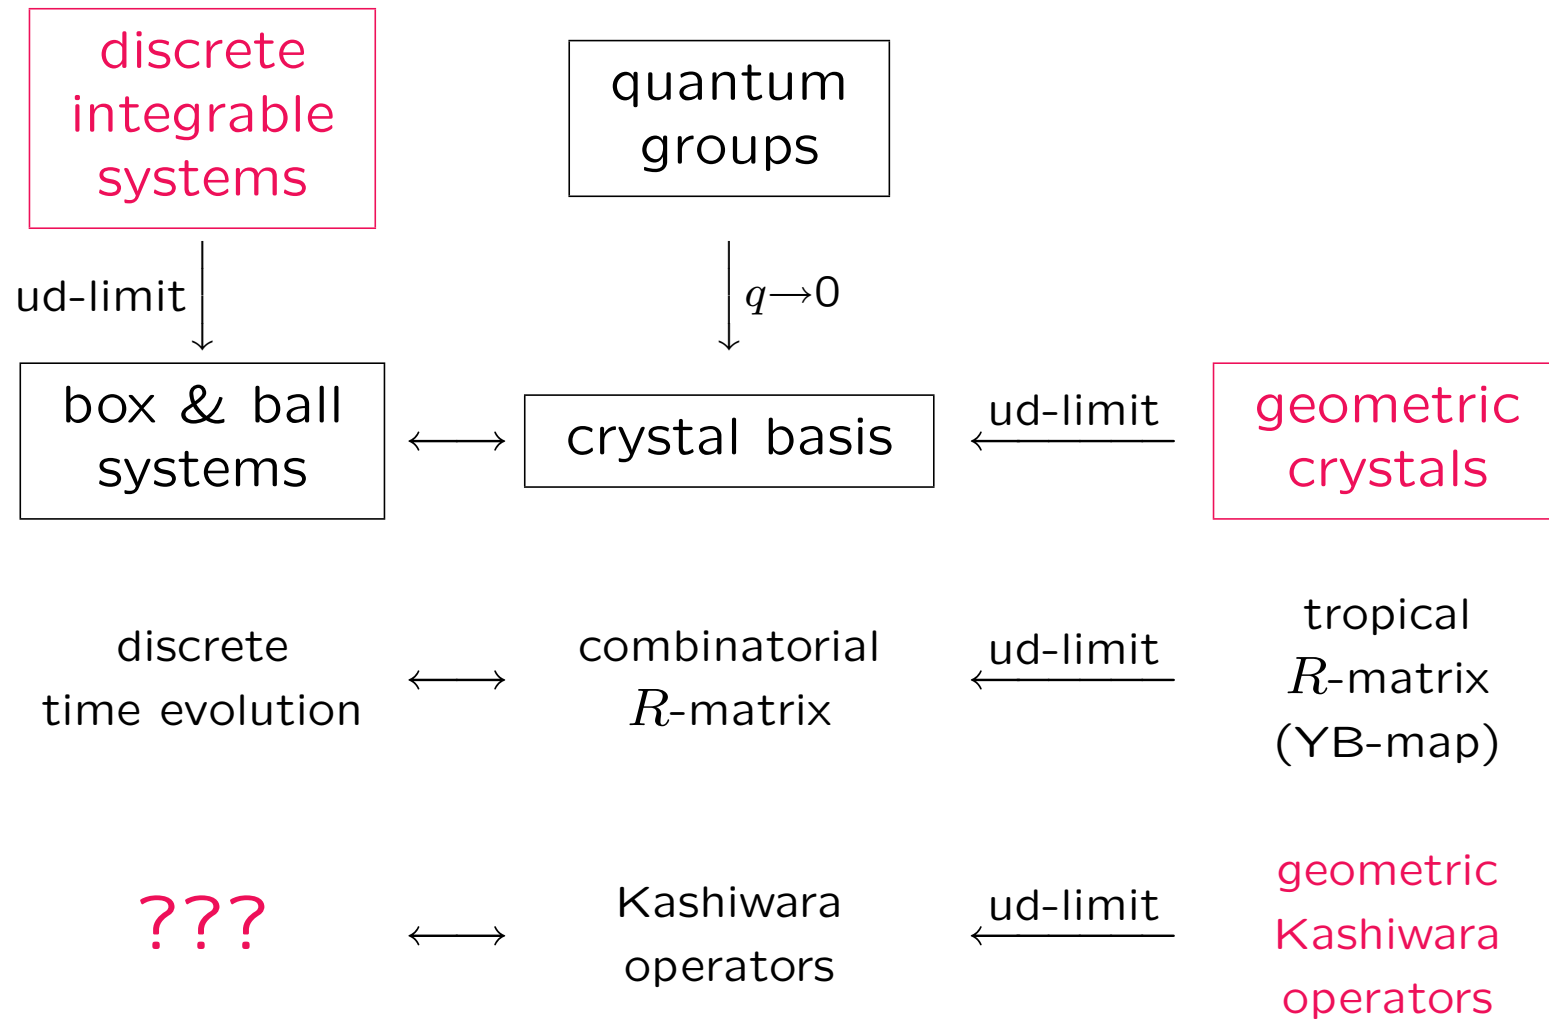 discrete
integrable
systems
quantum
groups
ud-limit
q→0
box & ball
systems
crystal basis
ud-limit
geometric
crystals
discrete
time evolution
combinatorial
R-matrix
ud-limit
tropical
R-matrix
(YB-map)
???
Kashiwara
operators
ud-limit
geometric
Kashiwara
operators